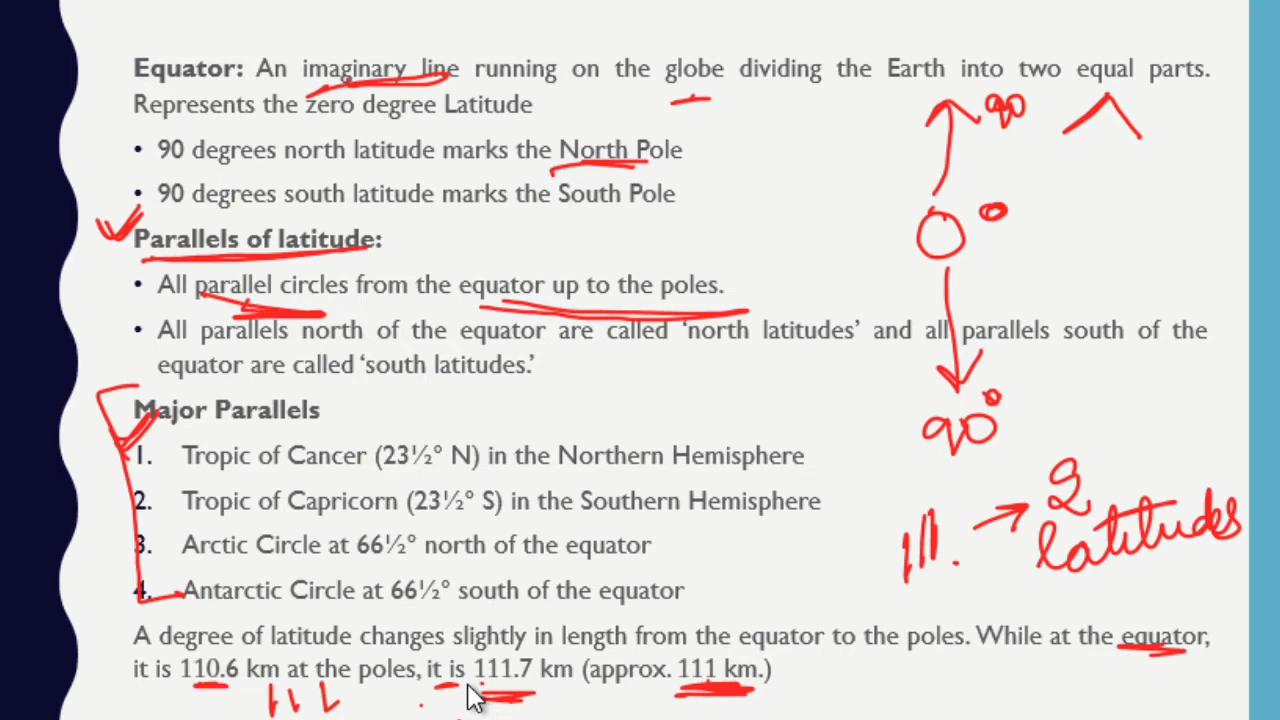 Equator: An imaginary line running on the globe dividing the Earth into two equal parts.
Represents the zero degree Latitude
• 90 degrees north latitude marks the North Pole
• 90 degrees south latitude marks the South Pole
Parallels of latitude:
• All parallel circles from the equator up to the poles.
• All parallels north of the equator are called ‘north latitudes’ and all parallels south of the
equator are called ‘south latitudes.’
Major Parallels
1. Tropic of Cancer (23½° N) in the Northern Hemisphere
2. Tropic of Capricorn (23½° S) in the Southern Hemisphere
3. Arctic Circle at 66½° north of the equator
4. Antarctic Circle at 66½° south of the equator
A degree of latitude changes slightly in length from the equator to the poles. While at the equator,
it is 110.6 km at the poles, it is 111.7 km (approx. 111 km.)
90
0°
90°
111. → 2
latitudes
111